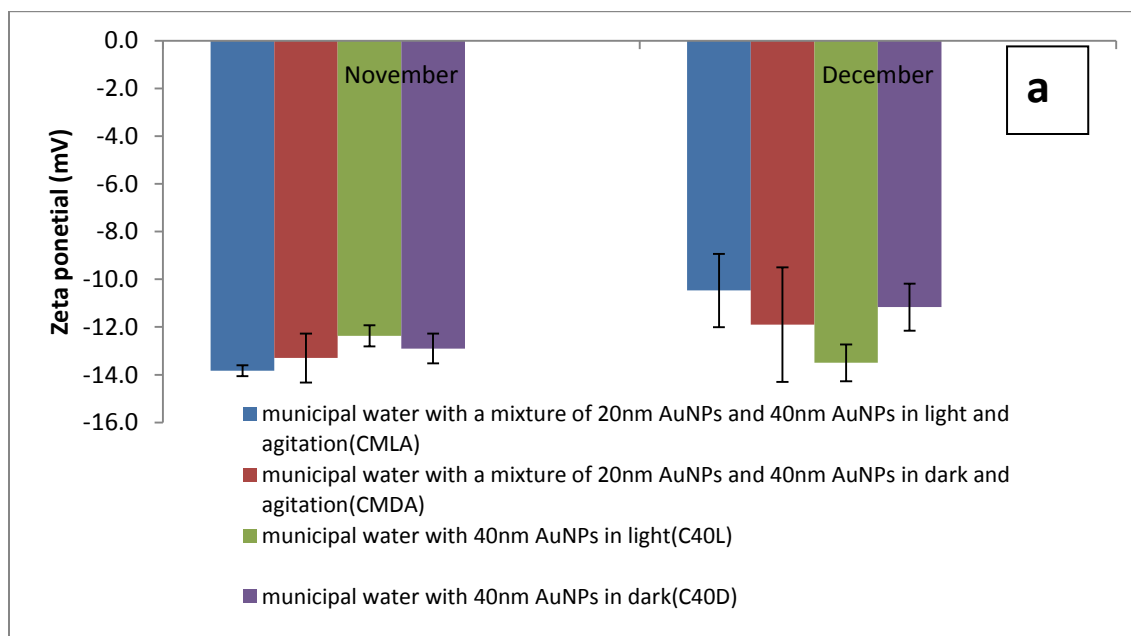 0.0
-2.0
-4.0
-6.0
-8.0
-10.0
-12.0
-14.0
-16.0
Zeta ponetial (mV)
November
December
a
municipal water with a mixture of 20nm AuNPs and 40nm AuNPs in light and
agitation(CMLA)
municipal water with a mixture of 20nm AuNPs and 40nm AuNPs in dark and
agitation(CMDA)
municipal water with 40nm AuNPs in light(C40L)
municipal water with 40nm AuNPs in dark(C40D)